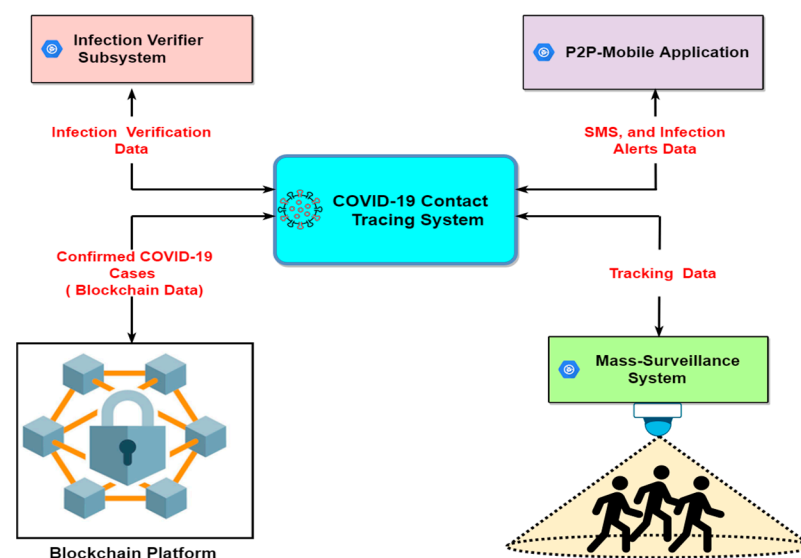 Infection Verifier
Subsystem
P2P-Mobile Application
Infection Verification
Data
SMS, and Infection
Alerts Data
COVID-19 Contact
Tracing System
Confirmed COVID-19
Cases
( Blockchain Data)
Tracking Data
Mass-Surveillance
System
Blockchain Platform